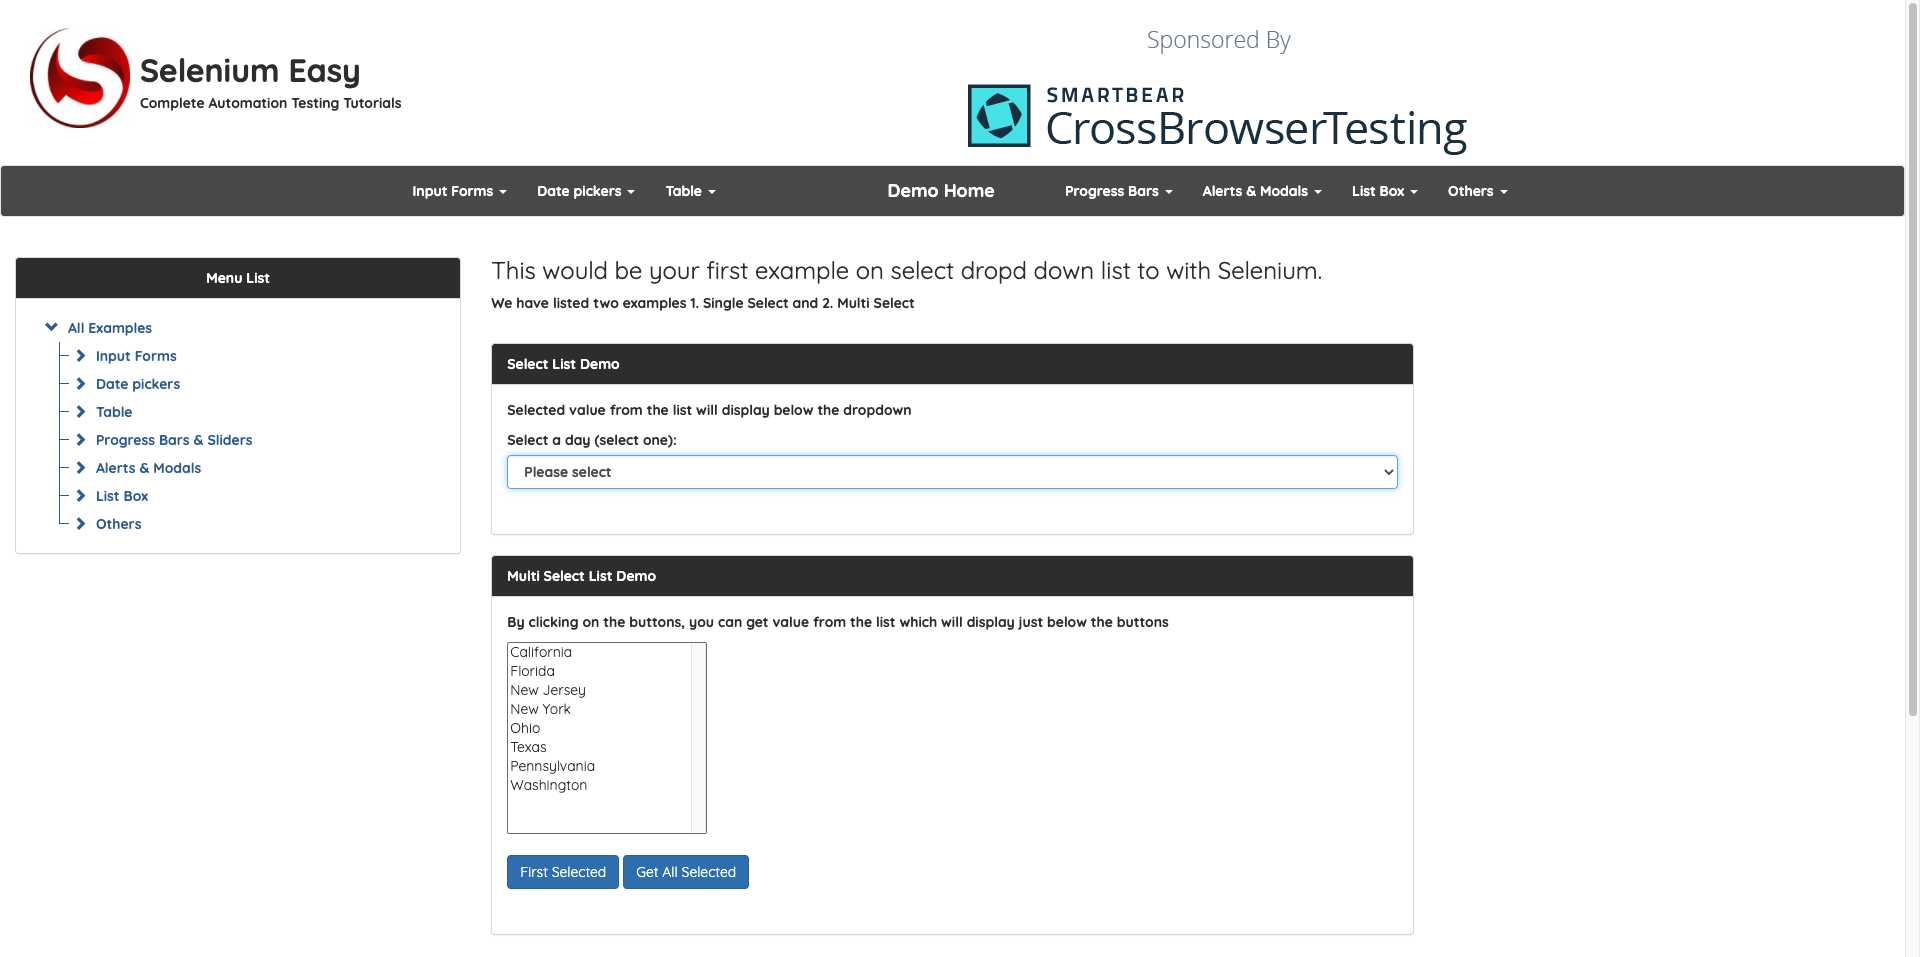 Selenium Easy
Complete Automation Testing Tutorials
Sponsored By
SMARTBEAR
CrossBrowserTesting
Input Forms Date pickers Table Demo Home Progress Bars Alerts & Modals List Box Others
Menu List
All Examples
Input Forms
Date pickers
Table
Progress Bars & Sliders
Alerts & Modals
List Box
Others
This would be your first example on select dropd down list to with Selenium.
We have listed two examples 1. Single Select and 2. Multi Select
Select List Demo
Selected value from the list will display below the dropdown
Select a day (select one):
Please select
Multi Select List Demo
By clicking on the buttons, you can get value from the list which will display just below the buttons
California
Florida
New Jersey
New York
Ohio
Texas
Pennsylvania
Washington
First Selected Get All Selected